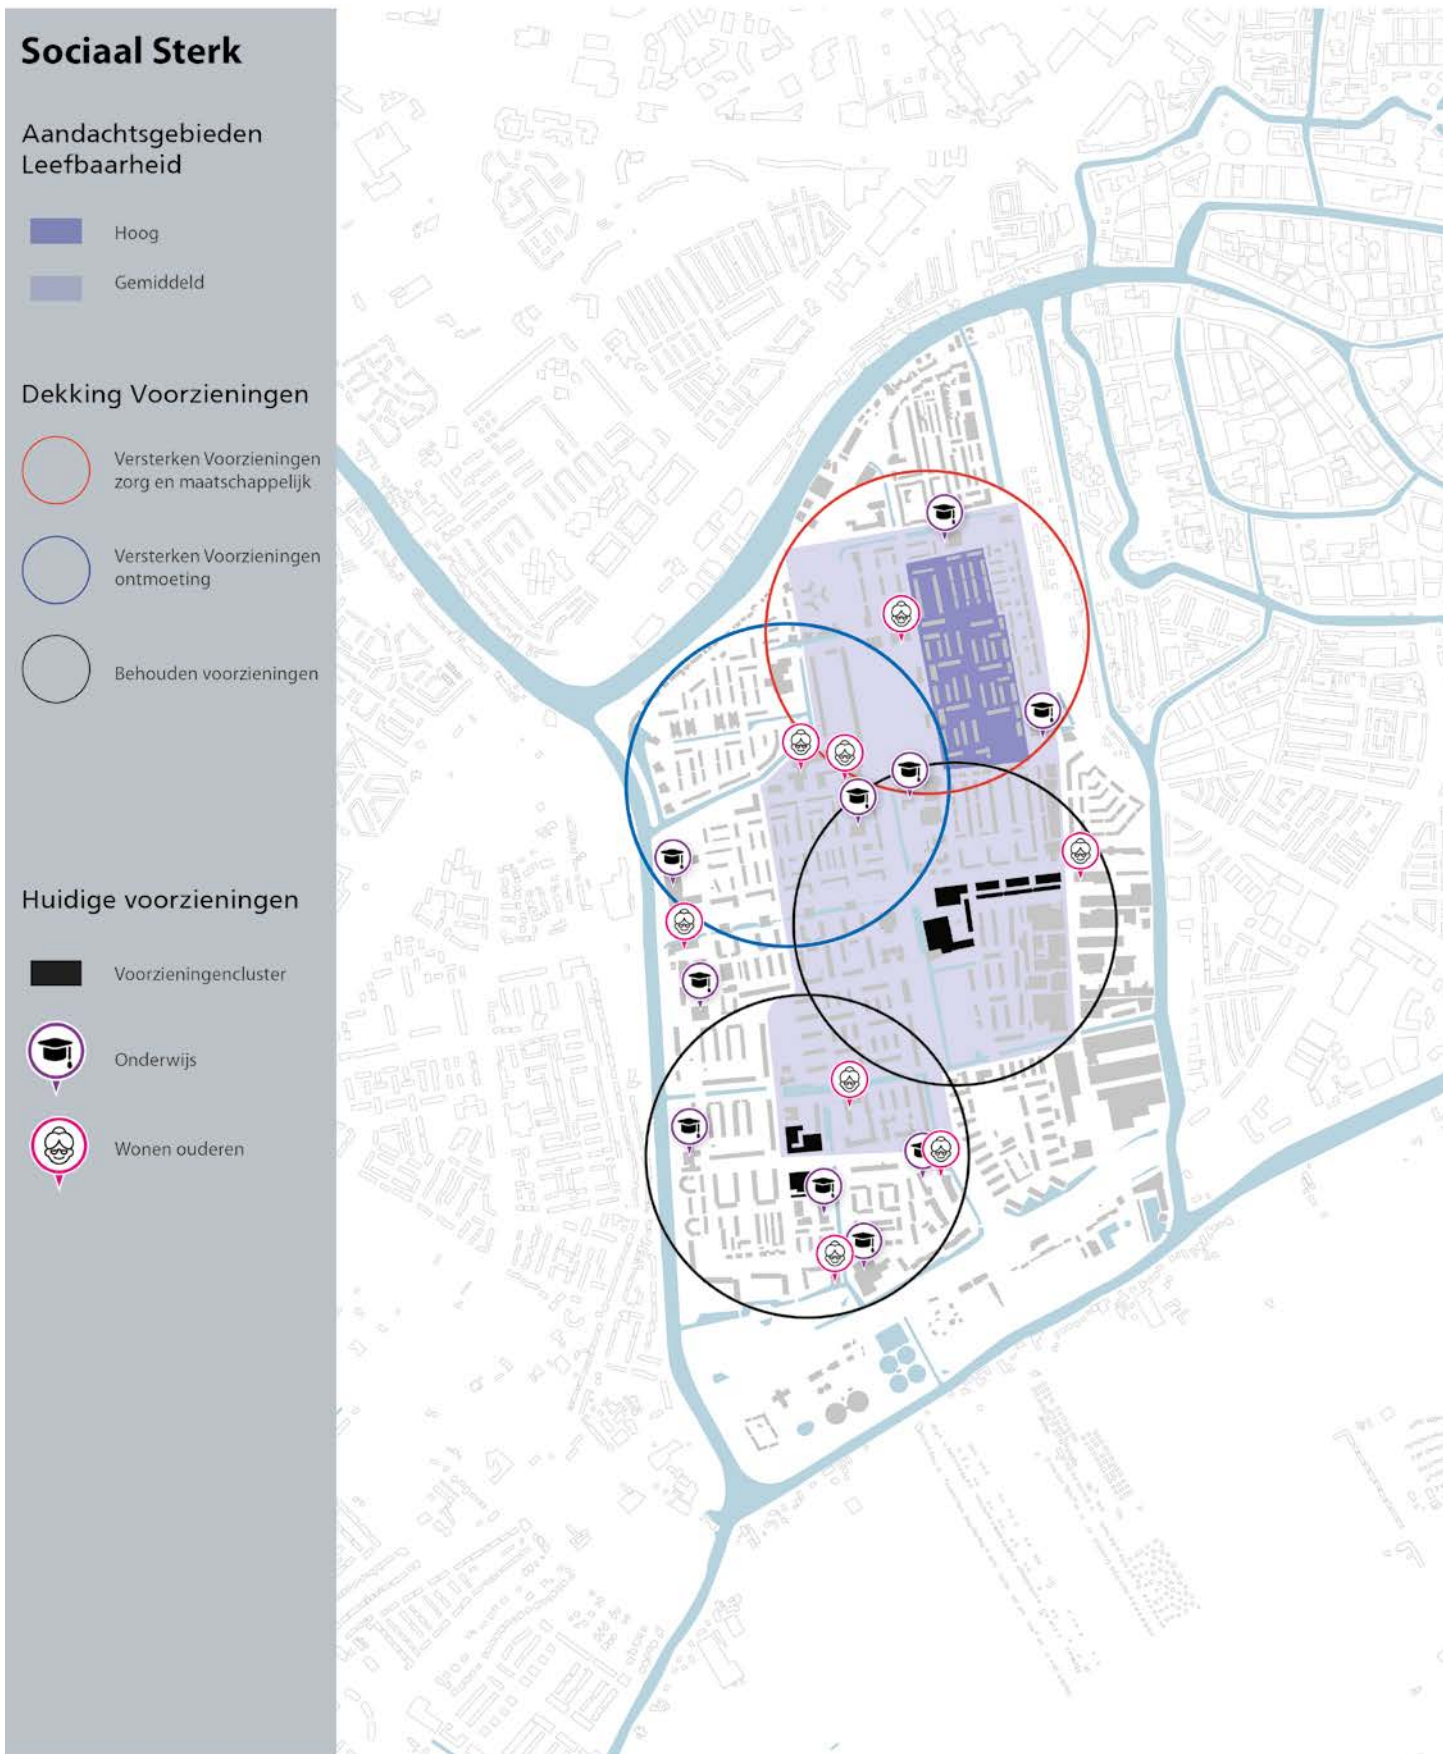 Sociaal Sterk
Aandachtsgebieden
Leefbaarheid
Hoog
Gemiddeld
Dekking Voorzieningen
Versterken Voorzieningen
zorg en maatschappelijk
Versterken Voorzieningen
ontmoeting
Behouden voorzieningen
Huidige voorzieningen
Voorzieningencluster
Onderwijs
Wonen ouderen